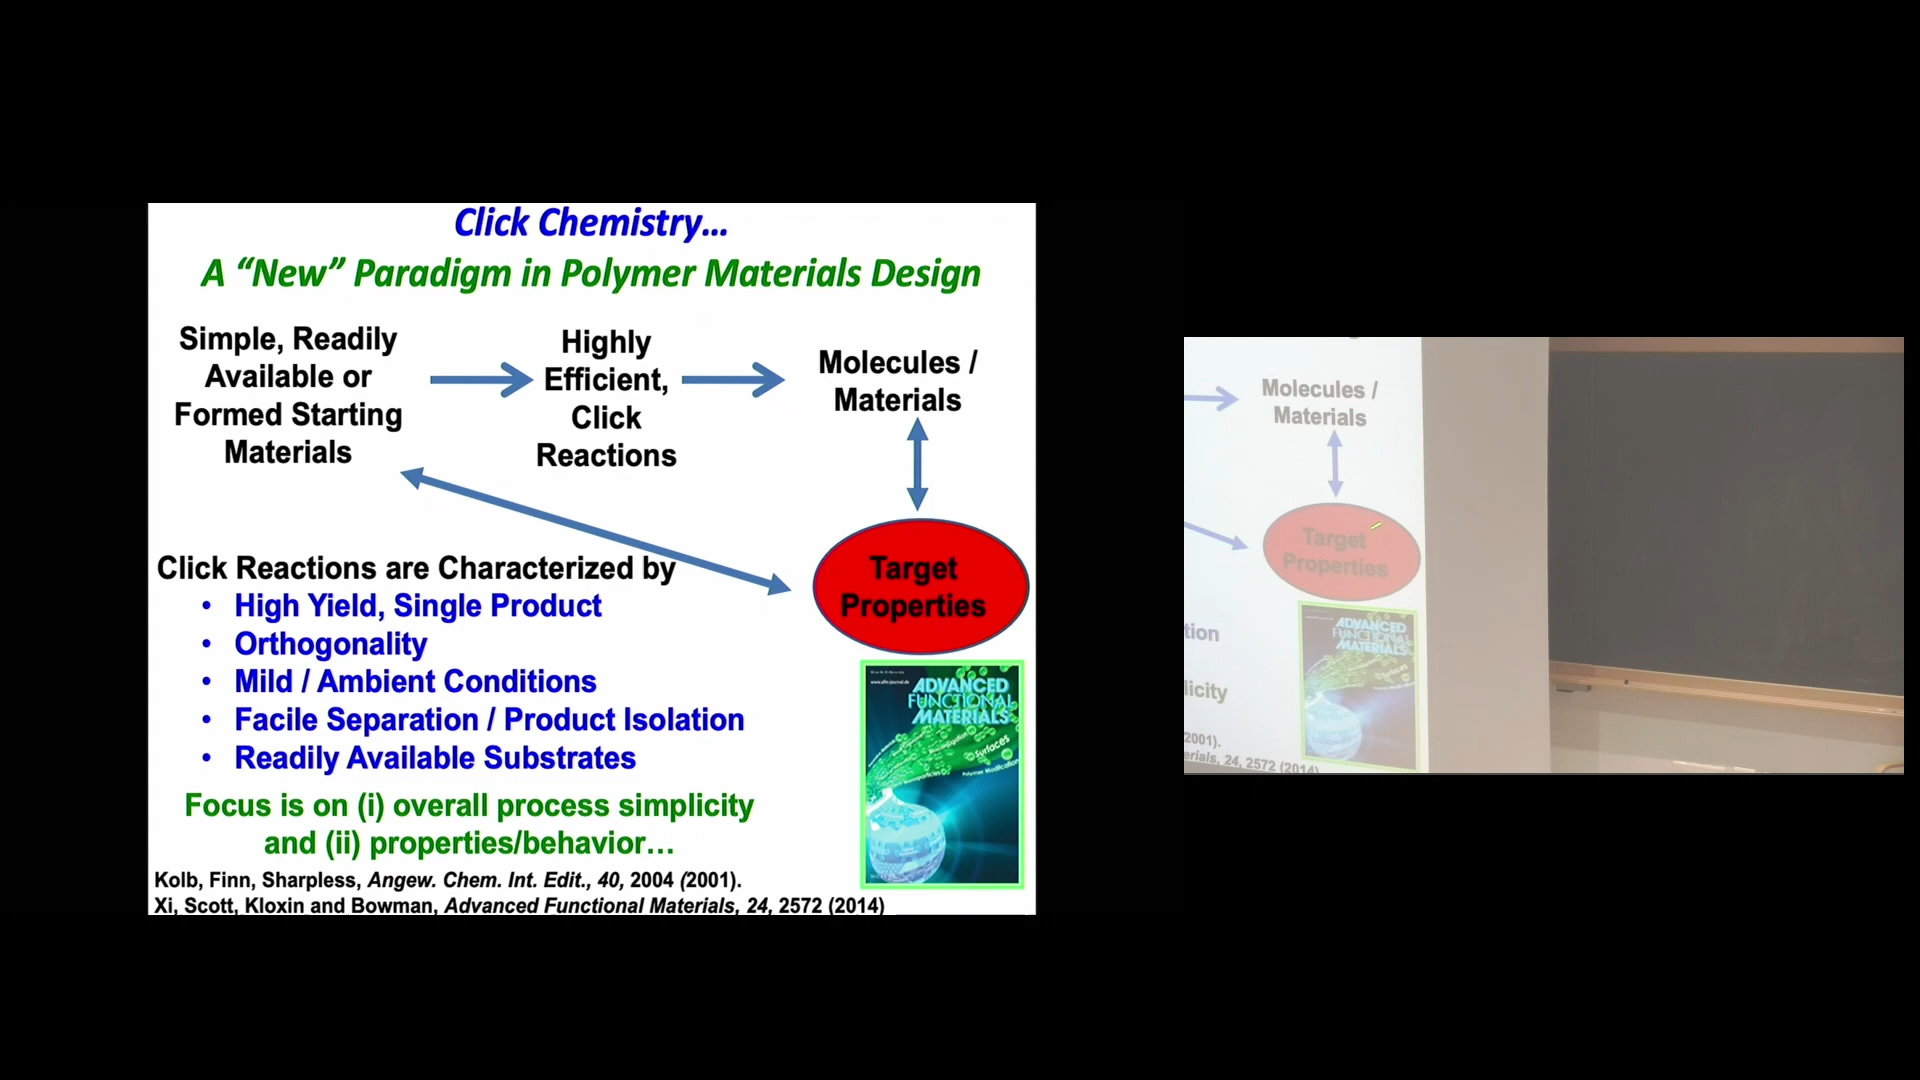 Click Chemistry...
A “New” Paradigm in Polymer Materials Design
Simple, Readily
Available or
Formed Starting
Materials
Highly
Efficient,
Click
Reactions
Molecules /
Materials
Target
Properties
Click Reactions are Characterized by
• High Yield, Single Product
• Orthogonality
• Mild / Ambient Conditions
• Facile Separation / Product Isolation
• Readily Available Substrates
Focus is on (i) overall process simplicity
and (ii) properties/behavior…
Kolb, Finn, Sharpless, Angew. Chem. Int. Edit., 40, 2004 (2001).
Xi, Scott, Kloxin and Bowman, Advanced Functional Materials, 24, 2572 (2014)
ADVANCED
FUNCTIONAL
MATERIALS
Surfaces
Polymer Modification
Molecules /
Materials
Target
Properties
ADVANCED
FUNCTIONAL
MATERIALS
tion
licity
2001).
erials, 24, 2572 (2014)